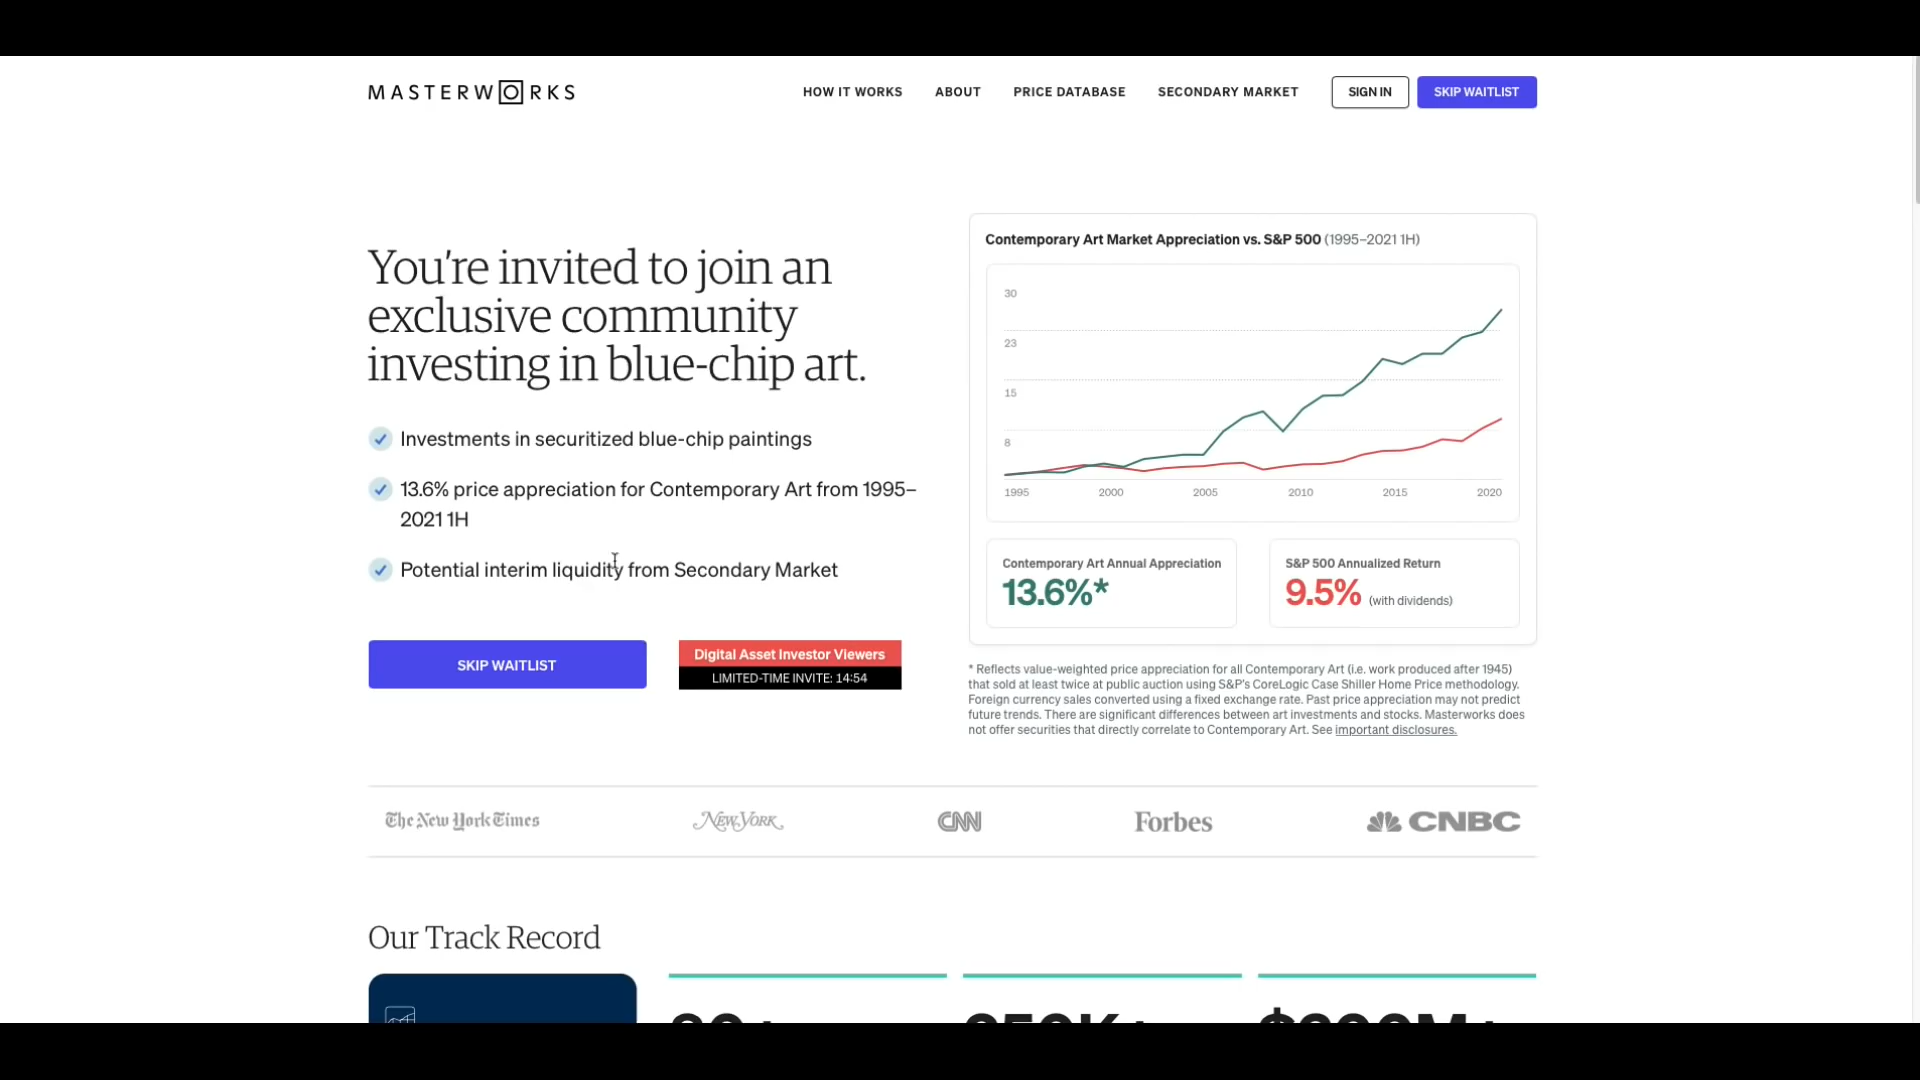 MASTERWORKS
HOW IT WORKS
ABOUT
PRICE DATABASE
SECONDARY MARKET
SIGN IN
SKIP WAITLIST
You're invited to join an
exclusive community
investing in blue-chip art.
Investments in securitized blue-chip paintings
13.6% price appreciation for Contemporary Art from 1995–
2021 1H
Potential interim liquidity from Secondary Market
SKIP WAITLIST
Digital Asset Investor Viewers
LIMITED-TIME INVITE: 14:54
Contemporary Art Market Appreciation vs. S&P 500 (1995–2021 1H)
30
23
15
8
1995 2000 2005 2010 2015 2020
Contemporary Art Annual Appreciation
13.6%*
S&P 500 Annualized Return
9.5% (with dividends)
* Reflects value-weighted price appreciation for all Contemporary Art (i.e. work produced after 1945)
that sold at least twice at public auction using S&P's CoreLogic Case Shiller Home Price methodology.
Foreign currency sales converted using a fixed exchange rate. Past price appreciation may not predict
future trends. There are significant differences between art investments and stocks. Masterworks does
not offer securities that directly correlate to Contemporary Art. See important disclosures.
The New York Times
NEW YORK
CNN
Forbes
CNBC
Our Track Record